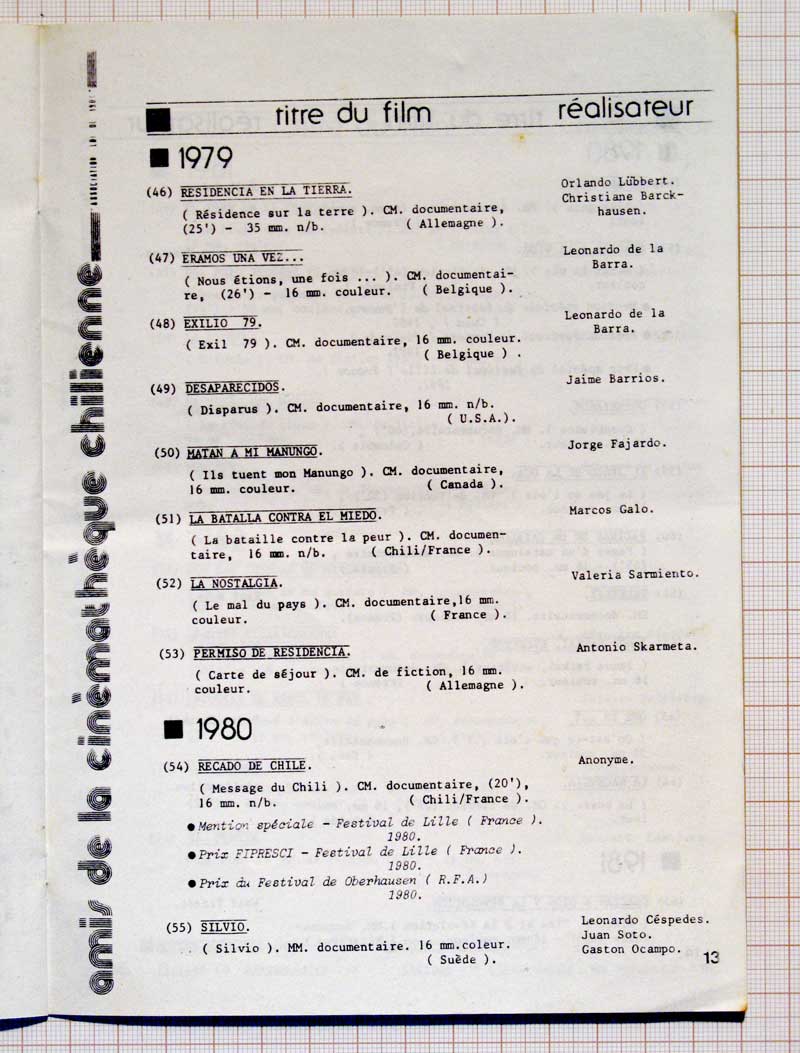 amis de la cinémathèque chilienne
titre du film réalisateur
1979
(46) RESIDENCIA EN LA TIERRA. Orlando Lübbert.
Christiane Barck-
hausen.
( Résidence sur la terre ). CM. documentaire,
(25') - 35 mm. n/b. ( Allemagne ).
(47) ERAMOS UNA VEZ... Leonardo de la
Barra.
( Nous étions, une fois ... ). CM. documentai-
re, (26') - 16 mm. couleur. ( Belgique ).
(48) EXILIO 79. Leonardo de la
Barra.
( Exil 79 ). CM. documentaire, 16 mm. couleur.
( Belgique ) .
(49) DESAPARECIDOS. Jaime Barrios.
( Disparus ). CM. documentaire, 16 mm. n/b.
( U.S.A.).
(50) MATAN A MI MANUNGO. Jorge Fajardo.
( Ils tuent mon Manungo ). CM. documentaire,
16 mm. couleur. ( Canada ).
(51) LA BATALLA CONTRA EL MIEDO. Marcos Galo.
( La bataille contre la peur ). CM. documen-
taire, 16 mm. n/b. ( Chili/France ).
(52) LA NOSTALGIA. Valeria Sarmiento.
( Le mal du pays ). CM. documentaire,16 mm.
couleur. ( France ).
(53) PERMISO DE RESIDENCIA. Antonio Skarmeta.
( Carte de séjour ). CM. de fiction, 16 mm.
couleur. ( Allemagne ).
1980
(54) RECADO DE CHILE. Anonyme.
( Message du Chili ). CM. documentaire, (20'),
16 mm. n/b. ( Chili/France ).
● Mention spéciale - Festival de Lille ( France ).
1980.
● Prix FIPRESCI - Festival de Lille ( France ).
1980.
● Prix du Festival de Oberhausen ( R.F.A.)
1980.
(55) SILVIO. Leonardo Céspedes.
Juan Soto.
Gaston Ocampo.
( Silvio ). MM. documentaire. 16 mm.coleur.
( Suède ).
13